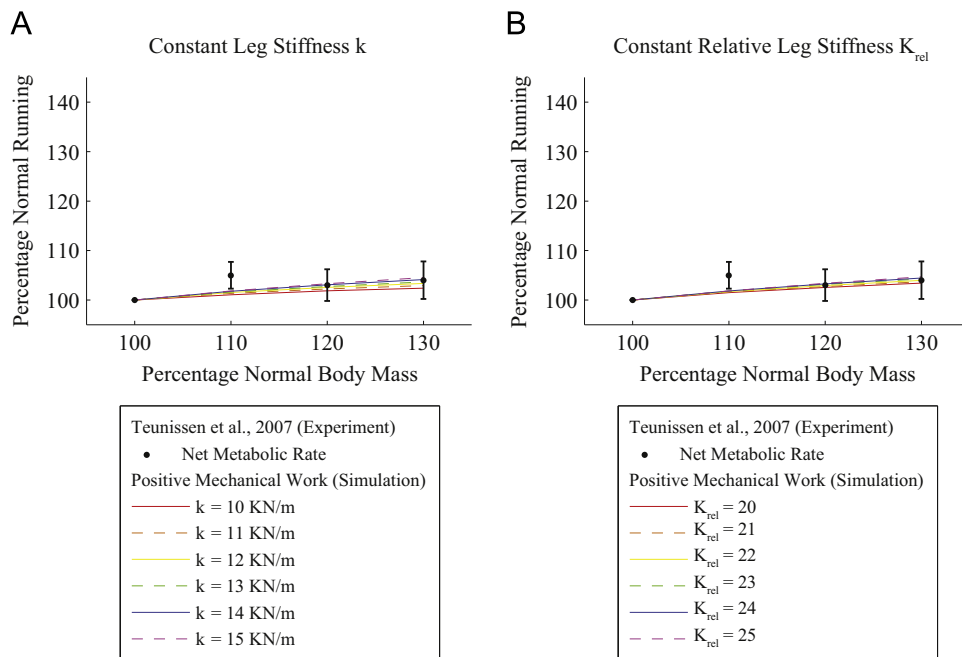 A
Constant Leg Stiffness k
Percentage Normal Running
140
130
120
110
100
100 110 120 130
Percentage Normal Body Mass
Teunissen et al., 2007 (Experiment)
Net Metabolic Rate
Positive Mechanical Work (Simulation)
k = 10 KN/m
k = 11 KN/m
k = 12 KN/m
k = 13 KN/m
k = 14 KN/m
k = 15 KN/m
B
Constant Relative Leg Stiffness Krel
Percentage Normal Running
140
130
120
110
100
100 110 120 130
Percentage Normal Body Mass
Teunissen et al., 2007 (Experiment)
Net Metabolic Rate
Positive Mechanical Work (Simulation)
Krel = 20
Krel = 21
Krel = 22
Krel = 23
Krel = 24
Krel = 25